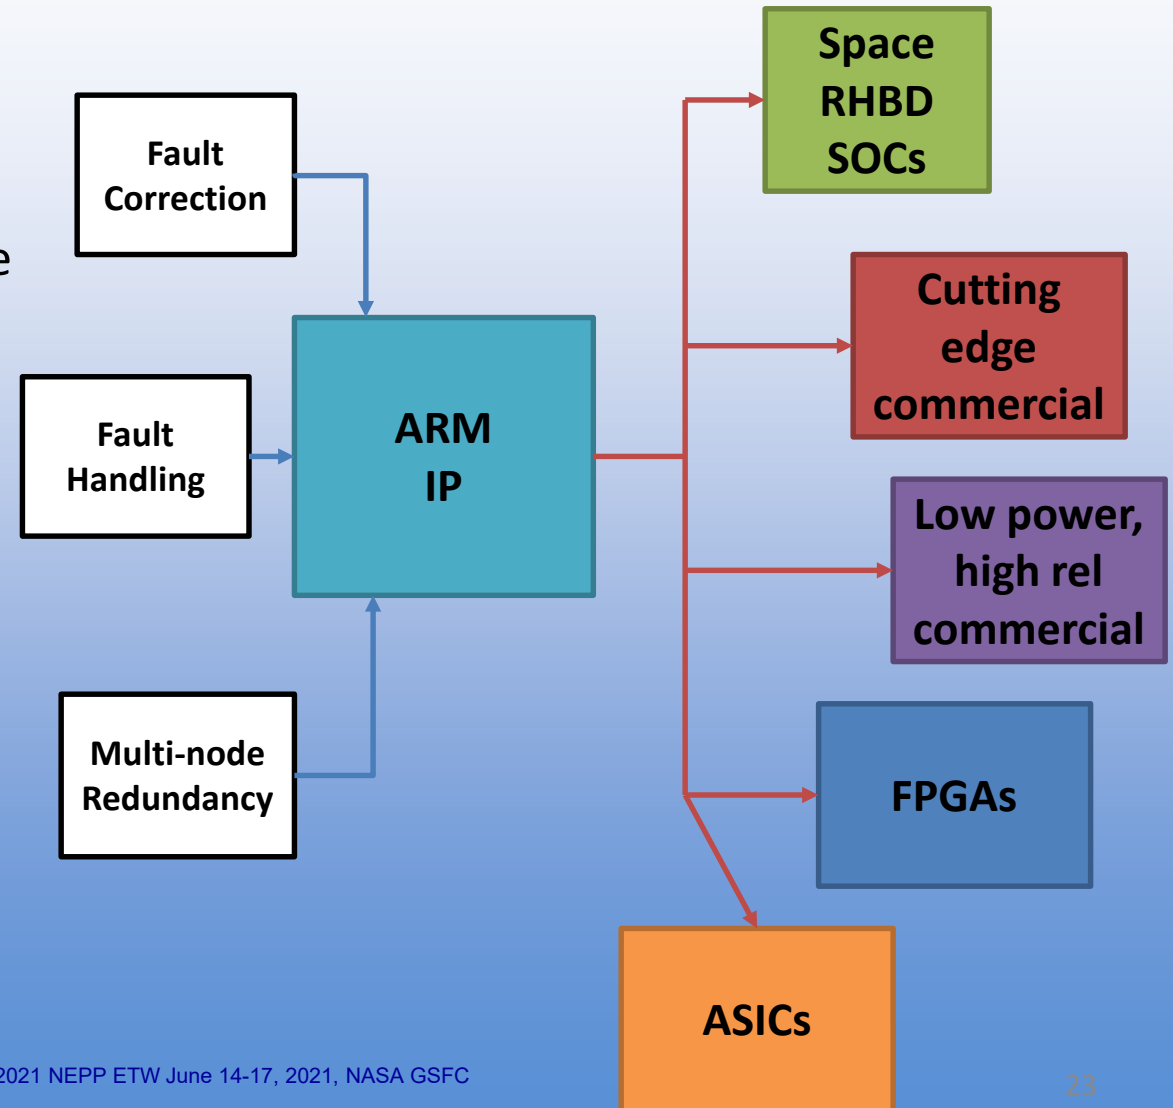 Space
RHBD
SOCs
Fault
Correction
e
Cutting
edge
commercial
Fault
Handling
ARM
IP
Low power,
high rel
commercial
Multi-node
Redundancy
FPGAs
ASICs
2021 NEPP ETW June 14-17, 2021, NASA GSFC
23